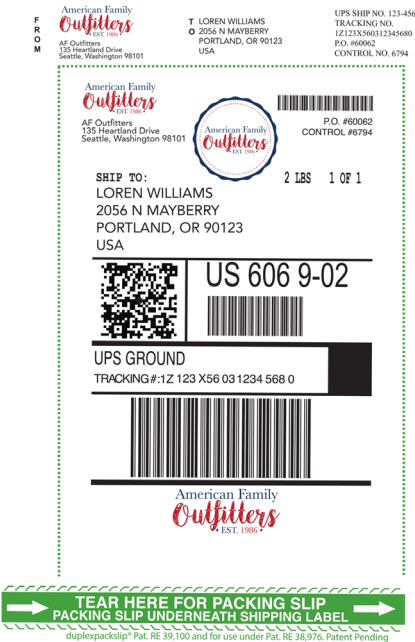 American Family
Outfitters
EST. 1986
FROM
AF Outfitters
135 Heartland Drive
Seattle, Washington 98101
TO
LOREN WILLIAMS
2056 N MAYBERRY
PORTLAND, OR 90123
USA
UPS SHIP NO. 123-456
TRACKING NO.
1Z123X560312345680
P.O. #60062
CONTROL NO. 6794
American Family
Outfitters
EST. 1986
AF Outfitters
135 Heartland Drive
Seattle, Washington 98101
American Family
Outfitters
EST. 1986
P.O. #60062
CONTROL #6794
SHIP TO: 2 LBS 1 OF 1
LOREN WILLIAMS
2056 N MAYBERRY
PORTLAND, OR 90123
USA
US 606 9-02
UPS GROUND
TRACKING#:1Z 123 X56 03 1234 568 0
American Family
Outfitters
• EST. 1986 •
TEAR HERE FOR PACKING SLIP
PACKING SLIP UNDERNEATH SHIPPING LABEL
duplexpackslip® Pat. RE 39,100 and for use under Pat. RE 38,976. Patent Pending